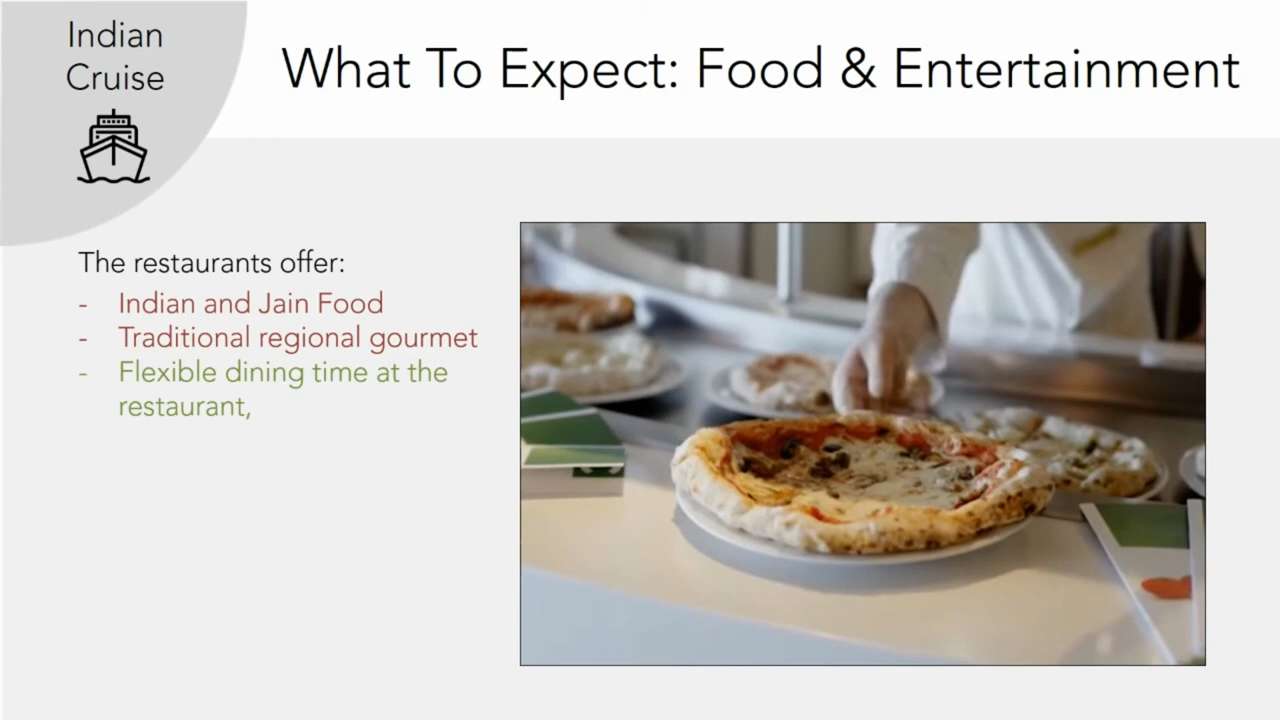 Indian
Cruise
What To Expect: Food & Entertainment
The restaurants offer:
- Indian and Jain Food
- Traditional regional gourmet
- Flexible dining time at the
restaurant,